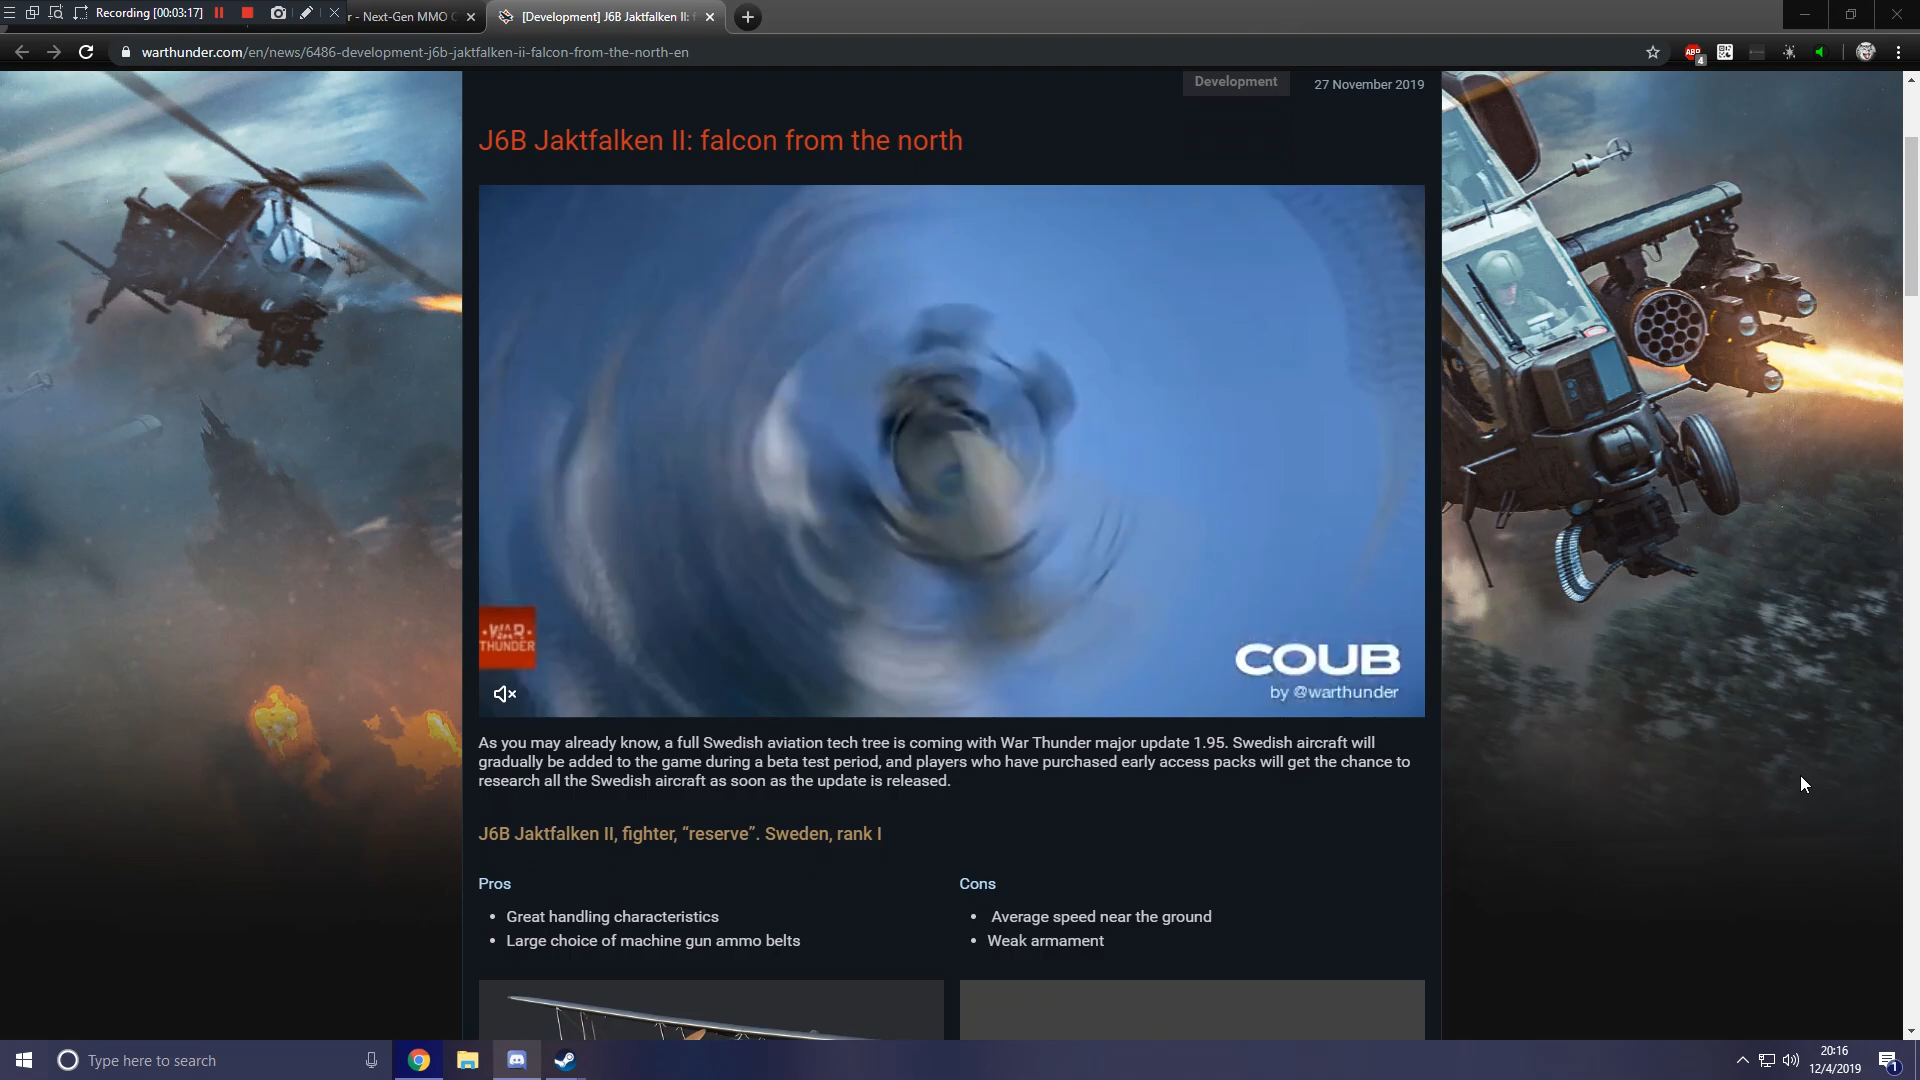 Recording [00:03:17]
r - Next-Gen MMO C
[Development] J6B Jaktfalken II: f
warthunder.com/en/news/6486-development-j6b-jaktfalken-ii-falcon-from-the-north-en
ABP
4
Development
27 November 2019
J6B Jaktfalken II: falcon from the north
WAR
THUNDER
COUB
by @warthunder
As you may already know, a full Swedish aviation tech tree is coming with War Thunder major update 1.95. Swedish aircraft will
gradually be added to the game during a beta test period, and players who have purchased early access packs will get the chance to
research all the Swedish aircraft as soon as the update is released.
J6B Jaktfalken II, fighter, “reserve”. Sweden, rank I
Pros
• Great handling characteristics
• Large choice of machine gun ammo belts
Cons
• Average speed near the ground
• Weak armament
Type here to search
20:16
12/4/2019
1